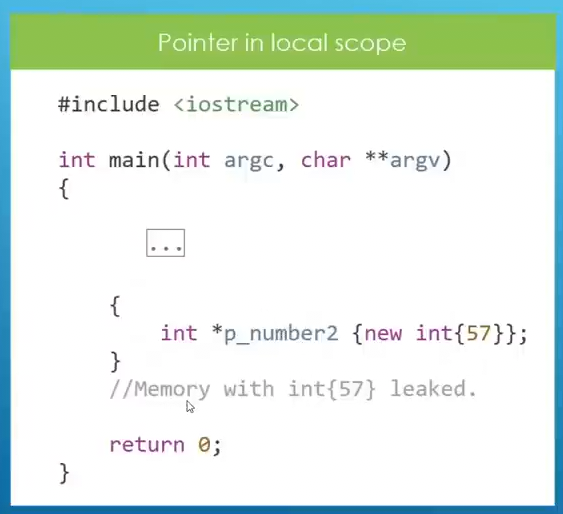 Pointer in local scope
#include <iostream>
int main(int argc, char **argv)
{
...
{
int *p_number2 {new int{57}};
}
//Memory with int{57} leaked.
return 0;
}